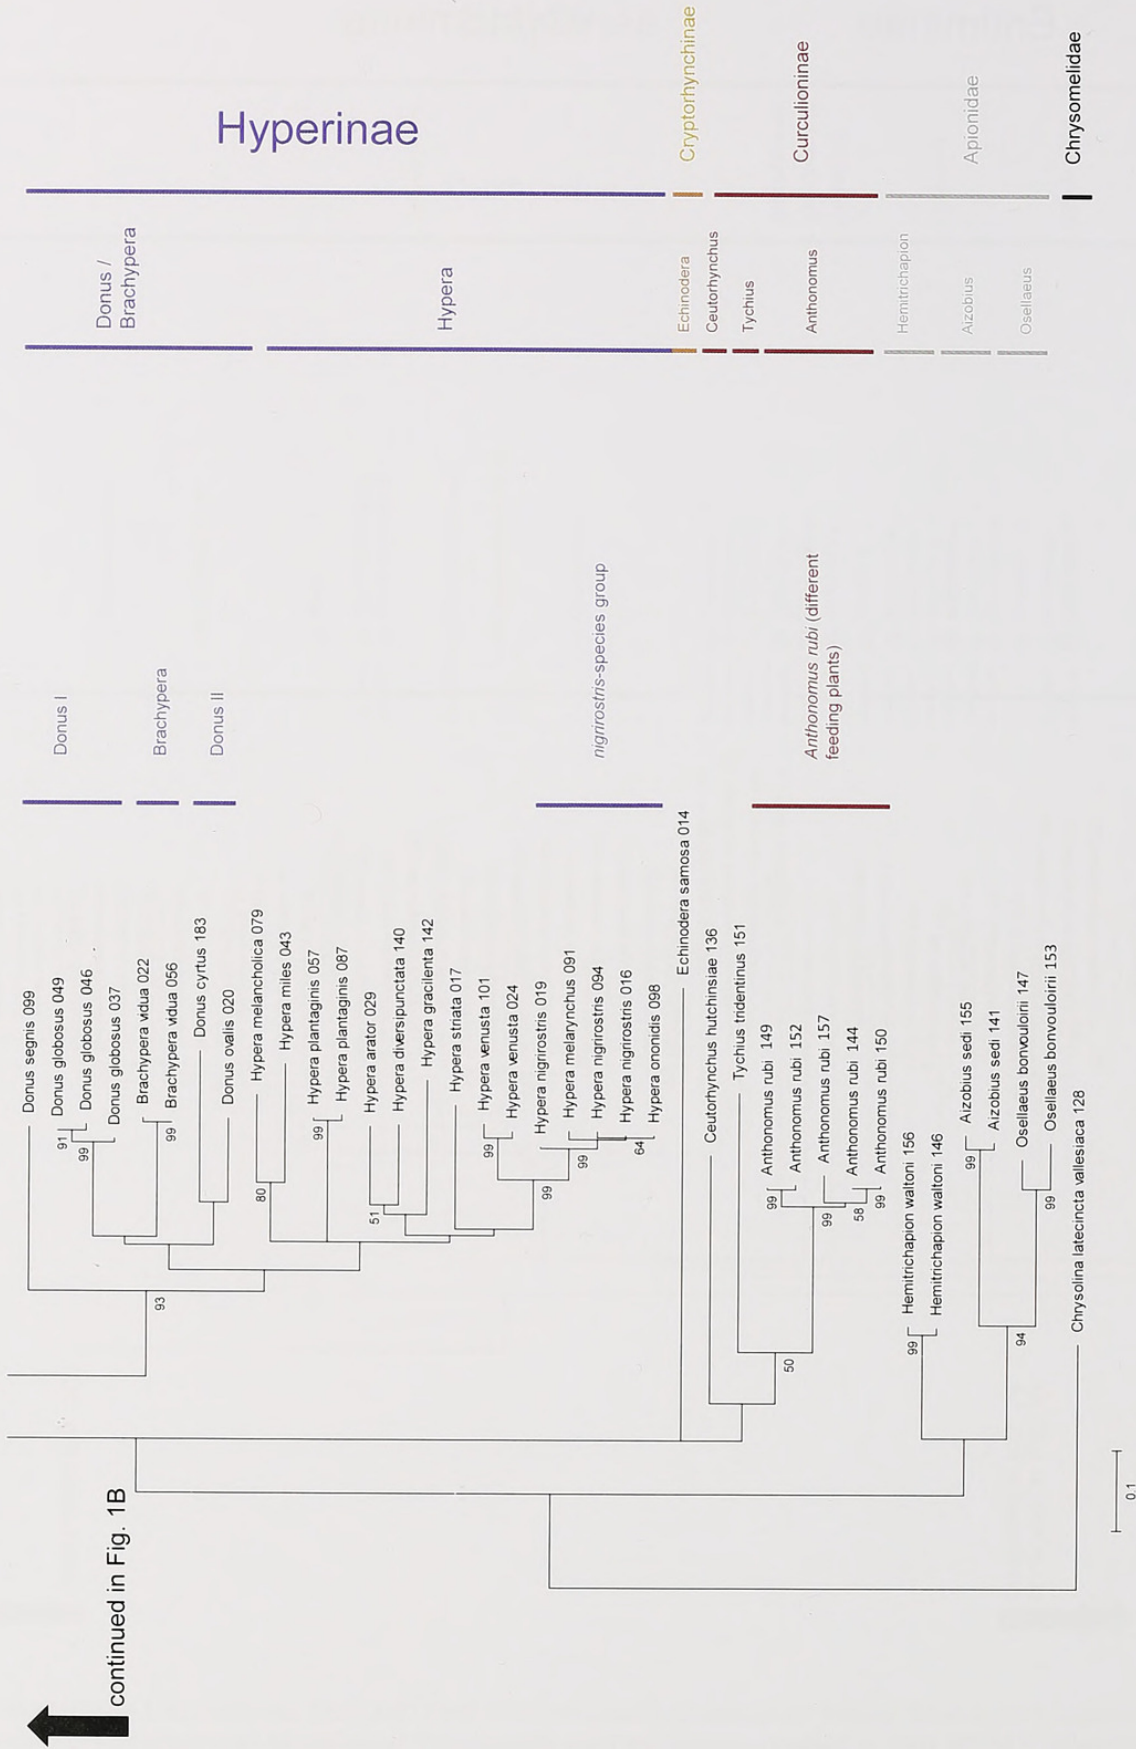 continued in Fig. 1B
Donus segnis 099
Donus globosus 049
Donus globosus 046
Donus globosus 037
Brachypera vidua 022
Brachypera vidua 056
Donus cyrtus 183
Donus ovalis 020
Hypera melancholica 079
Hypera miles 043
Hypera plantaginis 057
Hypera plantaginis 087
Hypera arator 029
Hypera diversipunctata 140
Hypera gracilenta 142
Hypera striata 017
Hypera venusta 101
Hypera venusta 024
Hypera nigrirostris 019
Hypera melarynchus 091
Hypera nigrirostris 094
Hypera nigrirostris 016
Hypera ononidis 098
Echinodera samosa 014
Ceutorhynchus hutchinsiae 136
Tychius tridentinus 151
Anthonomus rubi 149
Anthonomus rubi 152
Anthonomus rubi 157
Anthonomus rubi 144
Anthonomus rubi 150
Hemitrichapion waltoni 156
Hemitrichapion waltoni 146
Aizobius sedi 155
Aizobius sedi 141
Osellaeus bonvouloirii 147
Osellaeus bonvouloirii 153
Chrysolina latecincta vallesiaca 128
91
99
99
93
80
99
51
99
99
99
64
99
99
58
99
50
99
99
94
99
0.1
Donus I
Brachypera
Donus II
nigrirostris-species group
Anthonomus rubi (different
feeding plants)
Donus /
Brachypera
Hypera
Echinodera
Ceutorhynchus
Tychius
Anthonomus
Hemitrichapion
Aizobius
Osellaeus
Hyperinae
Cryptorhynchinae
Curculioninae
Apionidae
Chrysomelidae